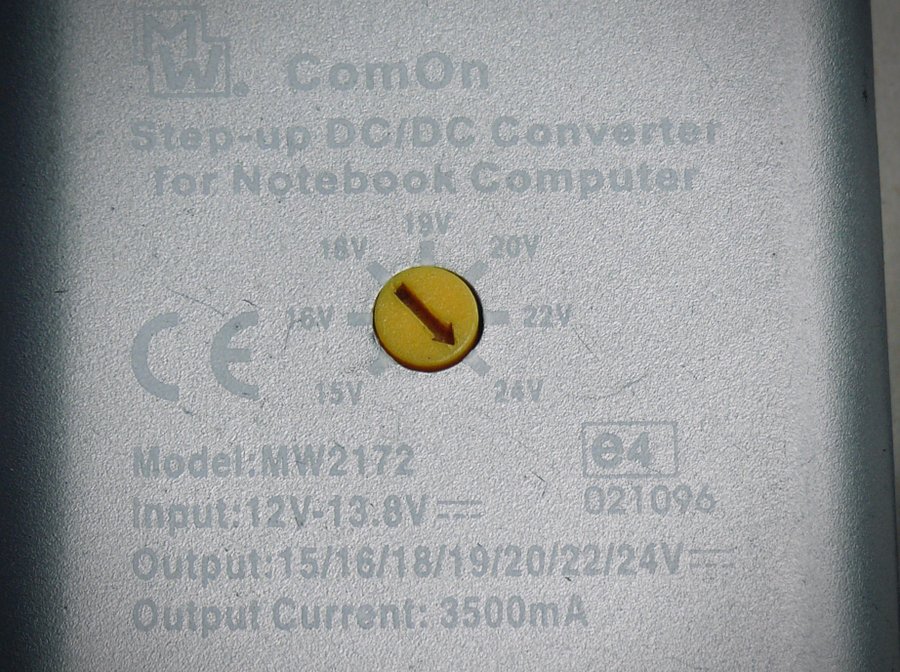 MW. ComOn
Step-up DC/DC Converter
for Notebook Computer
19V
18V 20V
16V 22V
15V 24V
CE
Model:MW2172
e4
Input:12V-13.8V
021096
Output:15/16/18/19/20/22/24V
Output Current: 3500mA